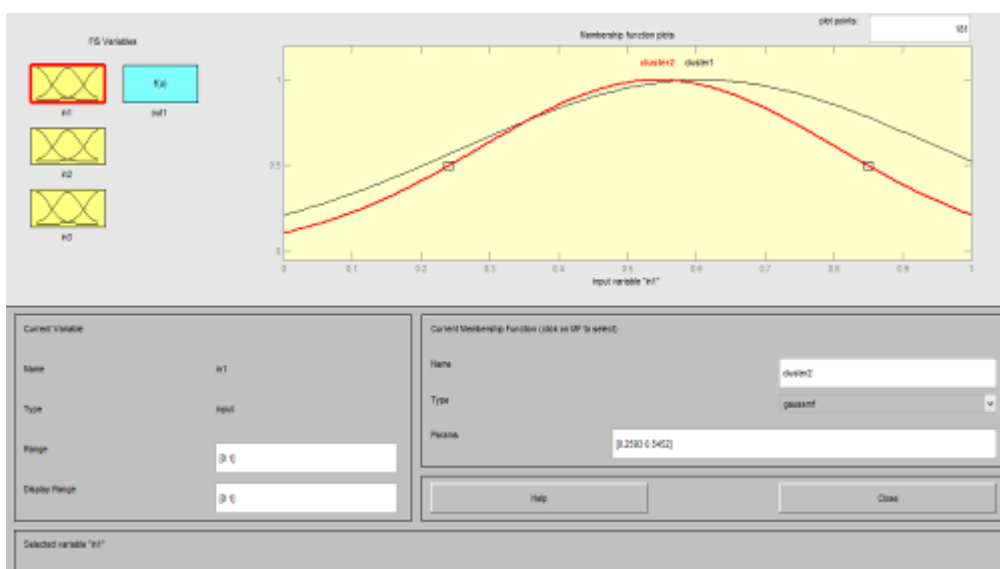 plot points:
181
FIS Variables
Membership function plots
cluster2 cluster1
f(u)
in1
out1
in2
in3
1
0.5
0
0 0.1 0.2 0.3 0.4 0.5 0.6 0.7 0.8 0.9 1
input variable "in1"
Current Variable
Name in1
Type input
Range [0 1]
Display Range [0 1]
Current Membership Function (click on MF to select)
Name cluster2
Type gaussmf
Params [0.2593 0.5452]
Help Close
Selected variable "in1"